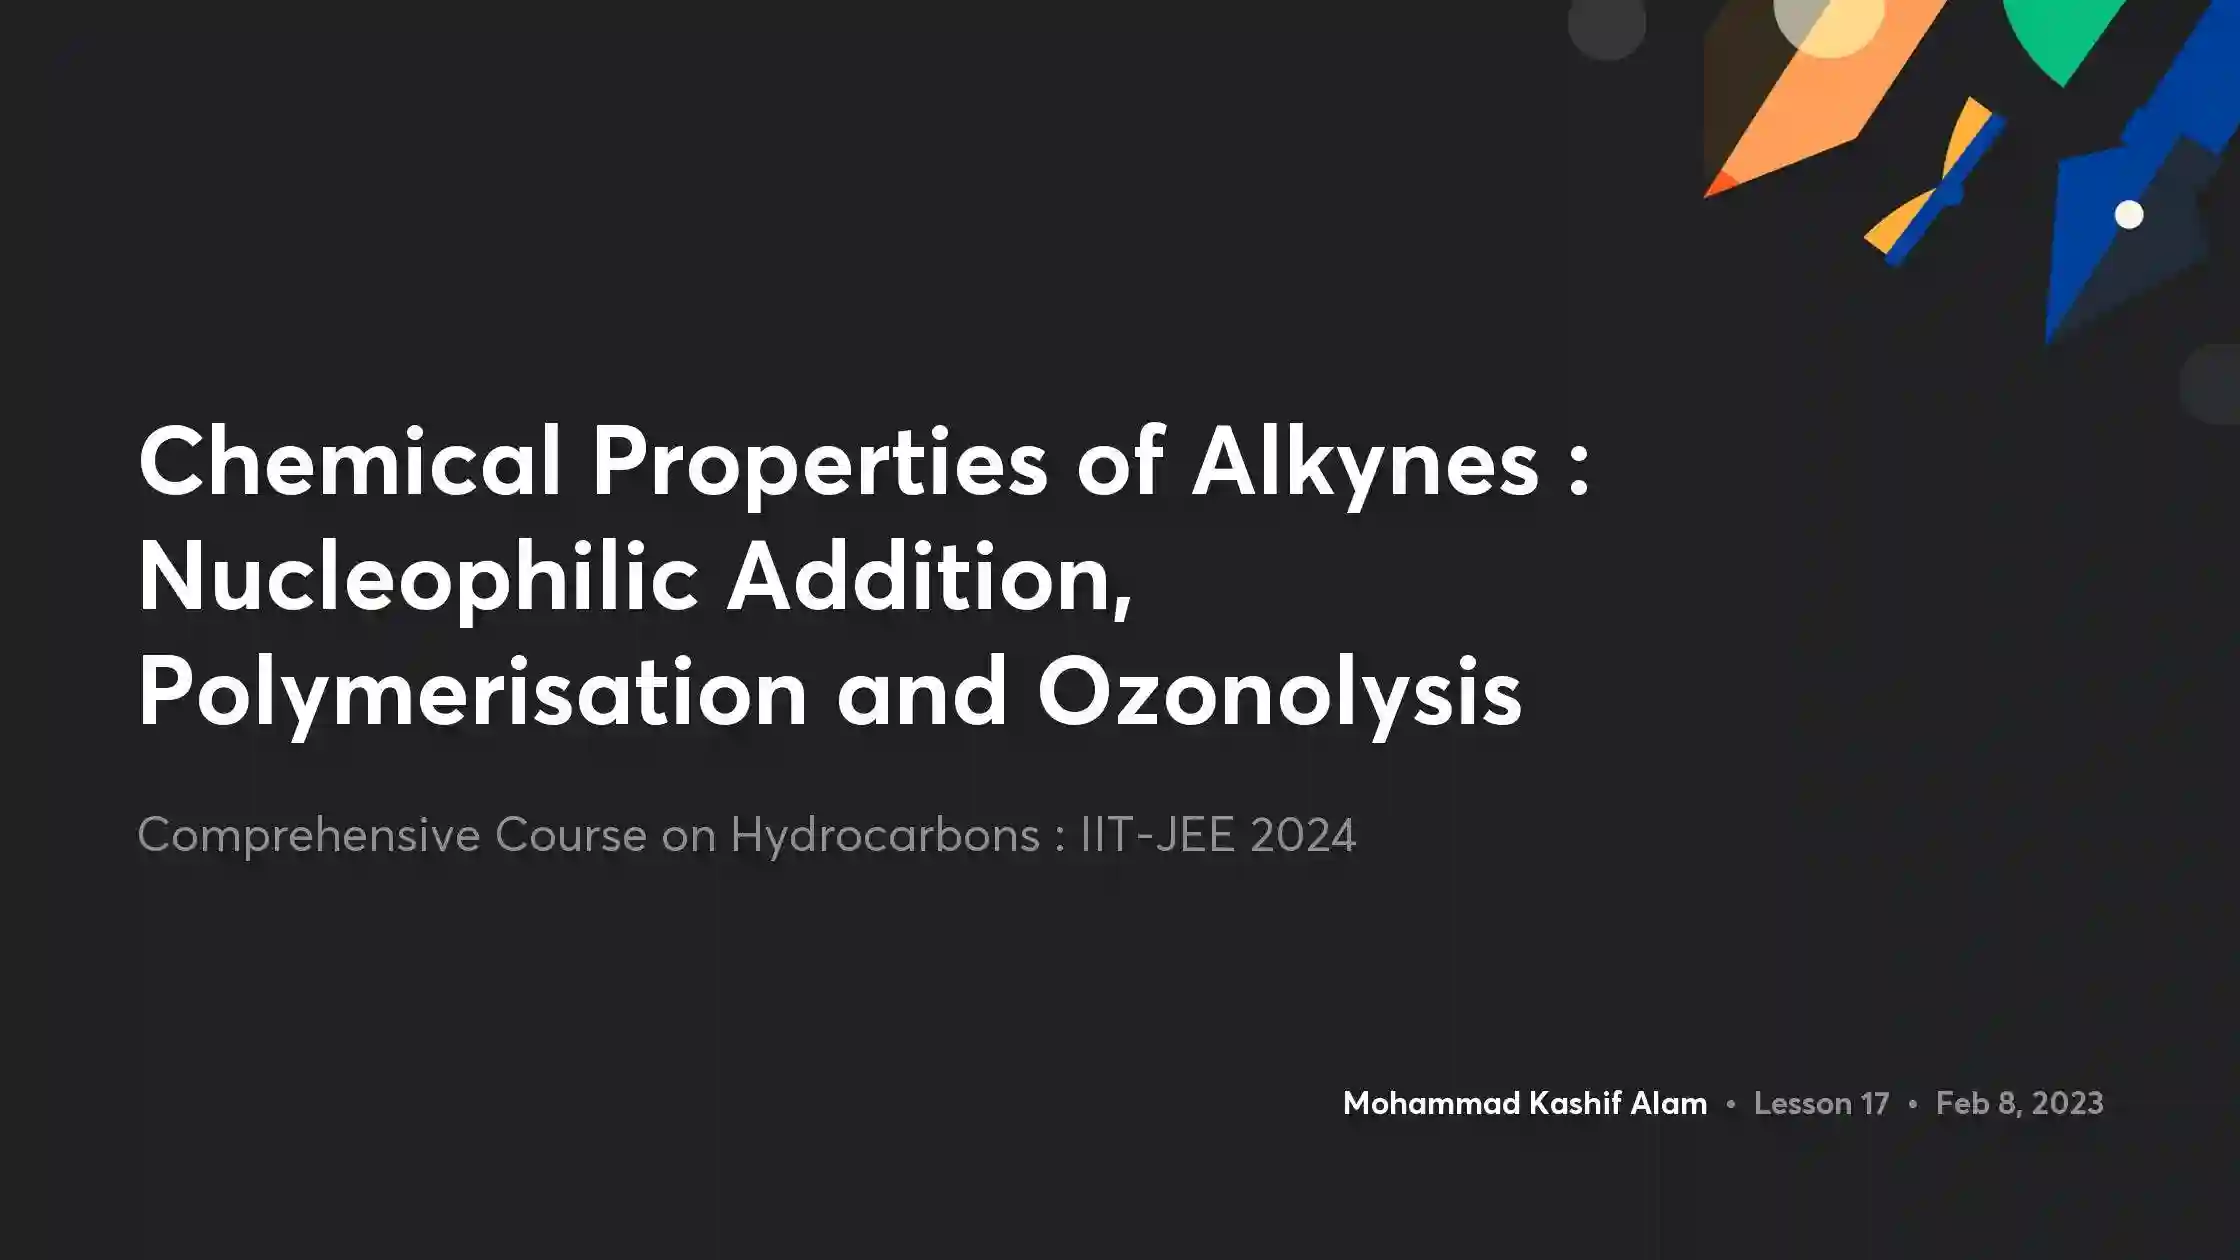 Chemical Properties of Alkynes :
Nucleophilic Addition,
Polymerisation and Ozonolysis
Comprehensive Course on Hydrocarbons : IIT-JEE 2024
Mohammad Kashif Alam • Lesson 17 • Feb 8, 2023